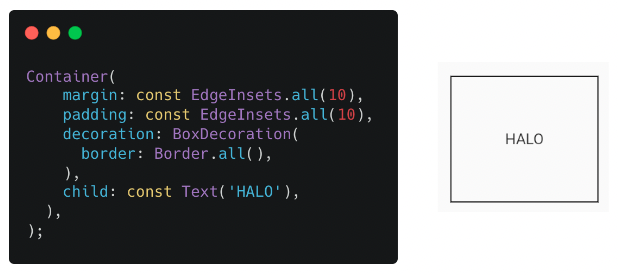 Container(
    margin: const EdgeInsets.all(10),
    padding: const EdgeInsets.all(10),
    decoration: BoxDecoration(
      border: Border.all(),
    ),
    child: const Text('HALO'),
  ),
);
HALO